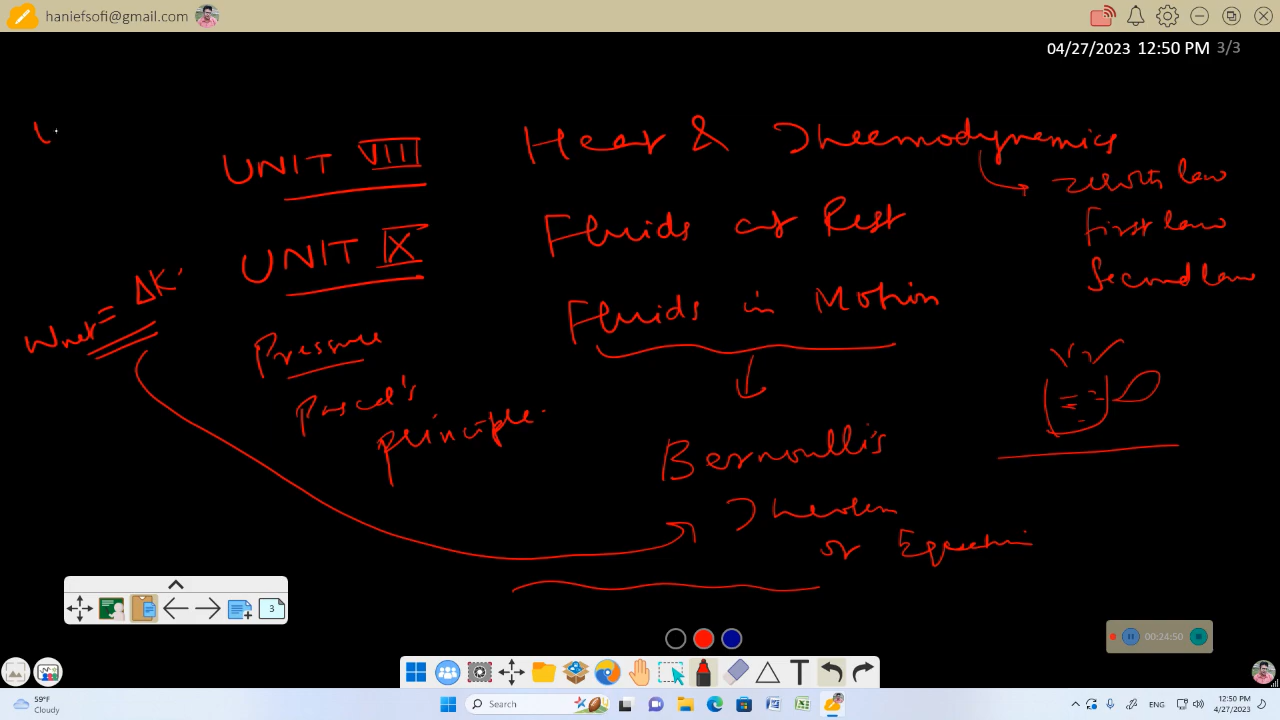 haniefsofi@gmail.com
04/27/2023 12:50 PM 3/3
UNIT VIII Heat & Thermodynamics
zeroth law
First law
Second law
UNIT IX Fluids at Rest
Fluids in Motion
Wnet = ΔK
Pressure
Pascal's
principle.
Bernoulli's
Theorem
or Equation
3
00:24:50
59°F
Cloudy
Search
ENG
12:50 PM
4/27/2023